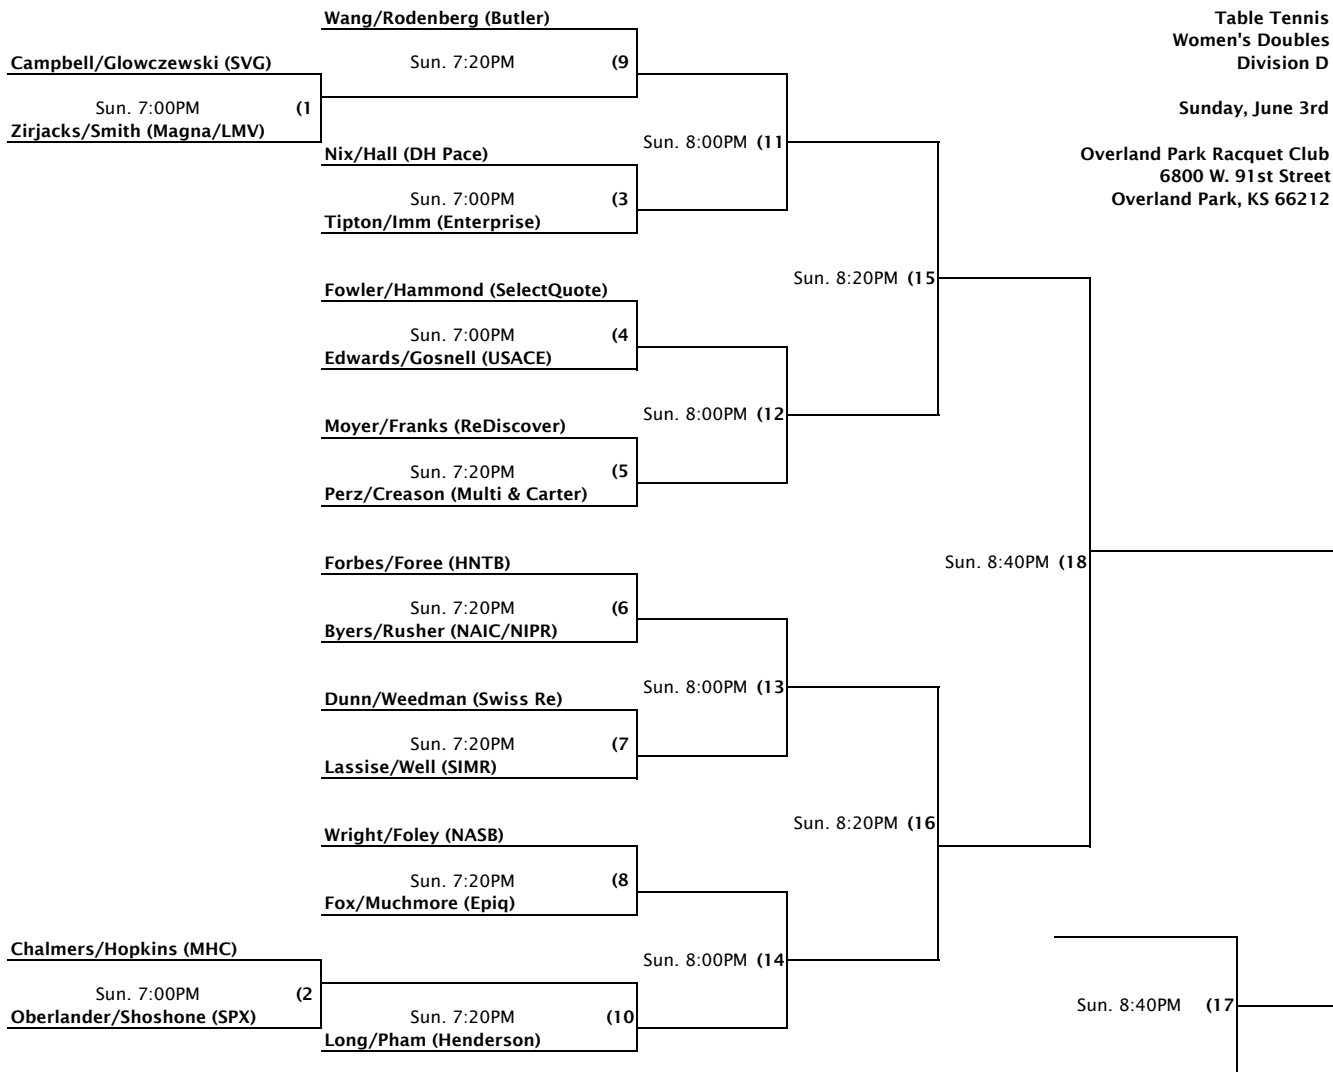 Wang/Rodenberg (Butler)
Table Tennis
Women's Doubles
Division D
Sunday, June 3rd
Overland Park Racquet Club
6800 W. 91st Street
Overland Park, KS 66212
Sun. 7:20PM (9
Campbell/Glowczewski (SVG)
Sun. 7:00PM (1
Zirjacks/Smith (Magna/LMV)
Sun. 8:00PM (11
Nix/Hall (DH Pace)
Sun. 7:00PM (3
Tipton/Imm (Enterprise)
Sun. 8:20PM (15
Fowler/Hammond (SelectQuote)
Sun. 7:00PM (4
Edwards/Gosnell (USACE)
Sun. 8:00PM (12
Moyer/Franks (ReDiscover)
Sun. 7:20PM (5
Perz/Creason (Multi & Carter)
Sun. 8:40PM (18
Forbes/Foree (HNTB)
Sun. 7:20PM (6
Byers/Rusher (NAIC/NIPR)
Sun. 8:00PM (13
Dunn/Weedman (Swiss Re)
Sun. 7:20PM (7
Lassise/Well (SIMR)
Sun. 8:20PM (16
Wright/Foley (NASB)
Sun. 7:20PM (8
Fox/Muchmore (Epiq)
Sun. 8:00PM (14
Chalmers/Hopkins (MHC)
Sun. 7:00PM (2
Oberlander/Shoshone (SPX)
Sun. 7:20PM (10
Long/Pham (Henderson)
Sun. 8:40PM (17